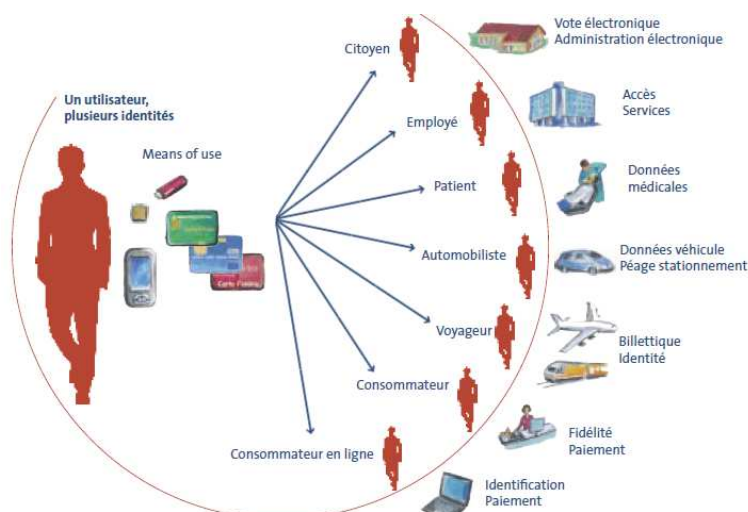 Un utilisateur,
plusieurs identités
Means of use
Citoyen
Vote électronique
Administration électronique
Employé
Accès
Services
Patient
Données
médicales
Automobiliste
Données véhicule
Péage stationnement
Voyageur
Billettique
Identité
Consommateur
Fidélité
Paiement
Consommateur en ligne
Identification
Paiement